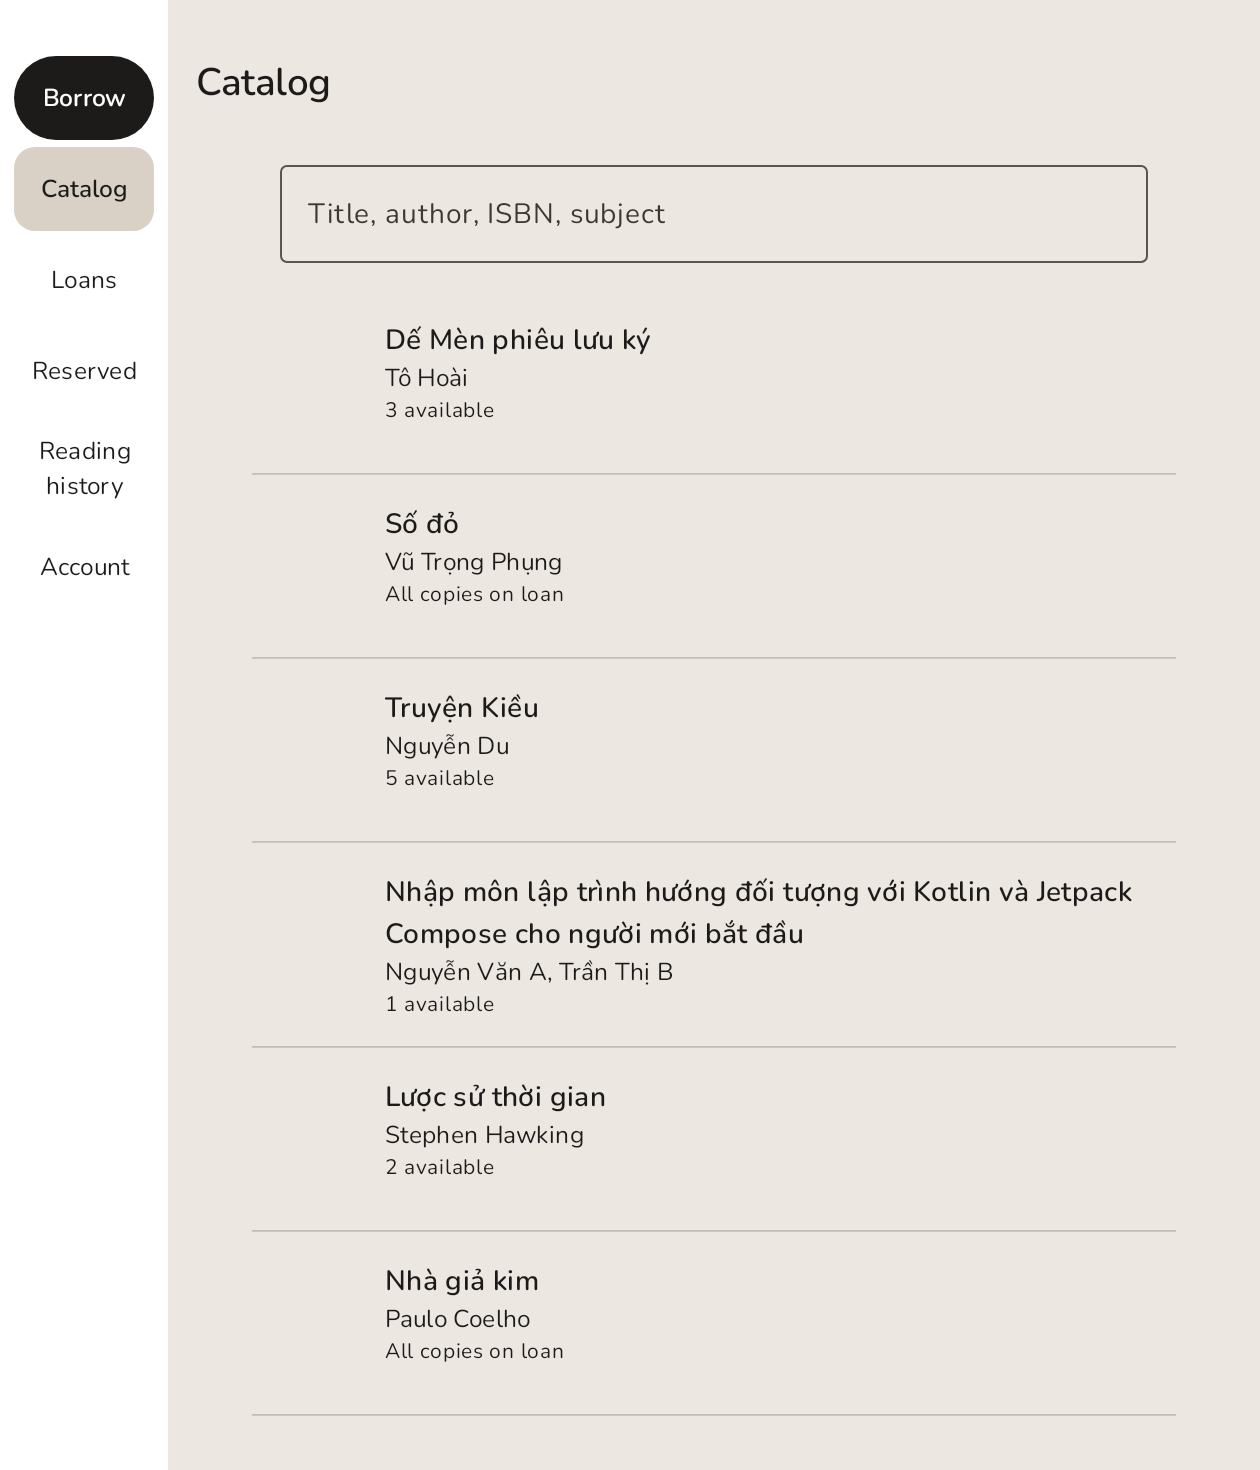 Borrow
Catalog
Loans
Reserved
Reading
history
Account
Catalog
Title, author, ISBN, subject
Dế Mèn phiêu lưu ký
Tô Hoài
3 available
Số đỏ
Vũ Trọng Phụng
All copies on loan
Truyện Kiều
Nguyễn Du
5 available
Nhập môn lập trình hướng đối tượng với Kotlin và Jetpack
Compose cho người mới bắt đầu
Nguyễn Văn A, Trần Thị B
1 available
Lược sử thời gian
Stephen Hawking
2 available
Nhà giả kim
Paulo Coelho
All copies on loan